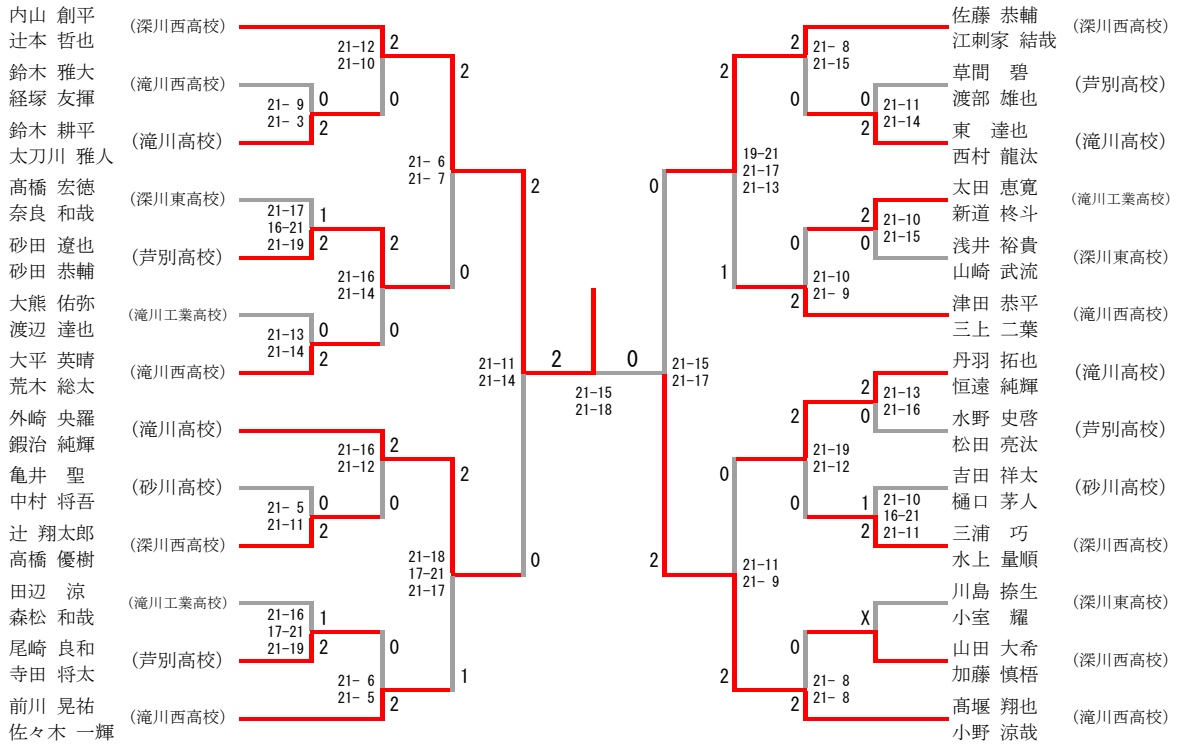 内山 創平
辻本 哲也
(深川西高校)
鈴木 雅大
経塚 友揮
(滝川西高校)
鈴木 耕平
太刀川 雅人
(滝川高校)
髙橋 宏徳
奈良 和哉
(深川東高校)
砂田 遼也
砂田 恭輔
(芦別高校)
大熊 佑弥
渡辺 達也
(滝川工業高校)
大平 英晴
荒木 総太
(滝川西高校)
外崎 央羅
鍜治 純輝
(滝川高校)
亀井 聖
中村 将吾
(砂川高校)
辻 翔太郎
高橋 優樹
(深川西高校)
田辺 涼
森松 和哉
(滝川工業高校)
尾崎 良和
寺田 将太
(芦別高校)
前川 晃祐
佐々木 一輝
(滝川西高校)
21-12
21-10
2
0
21- 9
21- 3
0
2
21-17
16-21
21-19
1
2
21-16
21-14
2
0
21-13
21-14
0
2
21- 6
21- 7
2
0
21-16
21-12
2
0
21- 5
21-11
0
2
21-16
17-21
21-19
1
2
21- 6
21- 5
0
2
21-18
17-21
21-17
2
1
21-11
21-14
2
0
2
0
21-15
21-18
21-15
21-17
0
2
19-21
21-17
21-13
2
1
21- 8
21-15
2
0
21-11
21-14
0
2
21-10
21-15
2
0
21-10
21- 9
0
2
21-11
21- 9
0
2
21-19
21-12
2
0
21-13
21-16
2
0
21-10
16-21
21-11
1
2
X
21- 8
21- 8
0
2
佐藤 恭輔
江刺家 結哉
(深川西高校)
草間 碧
渡部 雄也
(芦別高校)
東 達也
西村 龍汰
(滝川高校)
太田 恵寛
新道 柊斗
(滝川工業高校)
浅井 裕貴
山崎 武流
(深川東高校)
津田 恭平
三上 二葉
(滝川西高校)
丹羽 拓也
恒遠 純輝
(滝川高校)
水野 史啓
松田 亮汰
(芦別高校)
吉田 祥太
樋口 茅人
(砂川高校)
三浦 巧
水上 量順
(深川西高校)
川島 捺生
小室 耀
(深川東高校)
山田 大希
加藤 慎梧
(深川西高校)
髙堰 翔也
小野 涼哉
(滝川西高校)